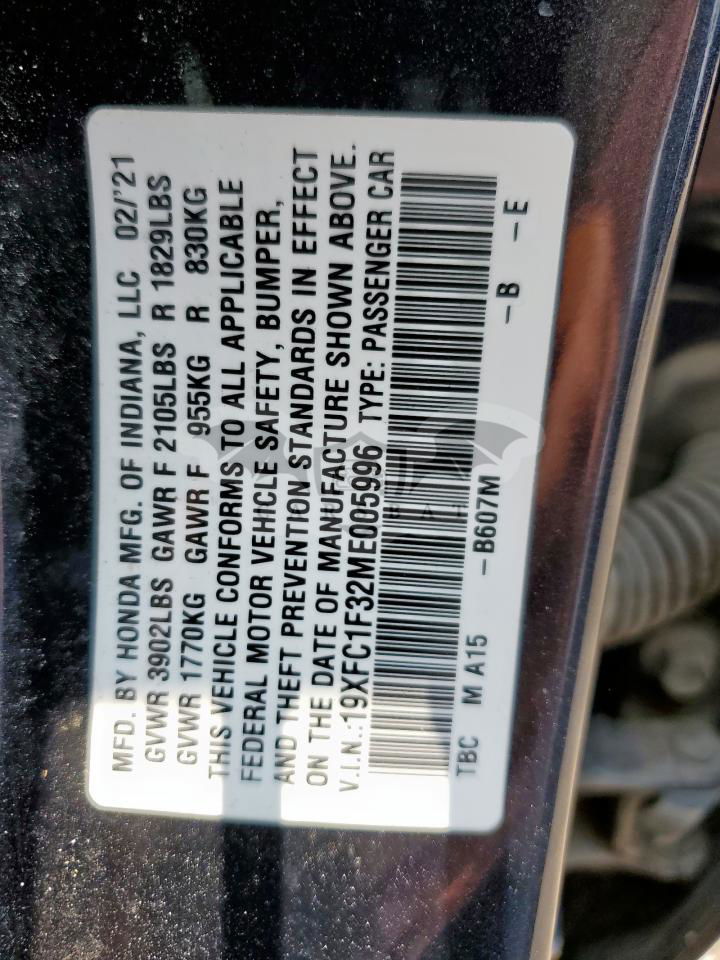 MFD. BY HONDA MFG. OF INDIANA, LLC 02/'21
GVWR 3902LBS GAWR F 2105LBS R 1829LBS
GVWR 1770KG GAWR F 955KG R 830KG
THIS VEHICLE CONFORMS TO ALL APPLICABLE
FEDERAL MOTOR VEHICLE SAFETY, BUMPER,
AND THEFT PREVENTION STANDARDS IN EFFECT
ON THE DATE OF MANUFACTURE SHOWN ABOVE.
V.I.N.:19XFC1F32ME005996 TYPE: PASSENGER CAR
TBC M A15 -B607M -B -E